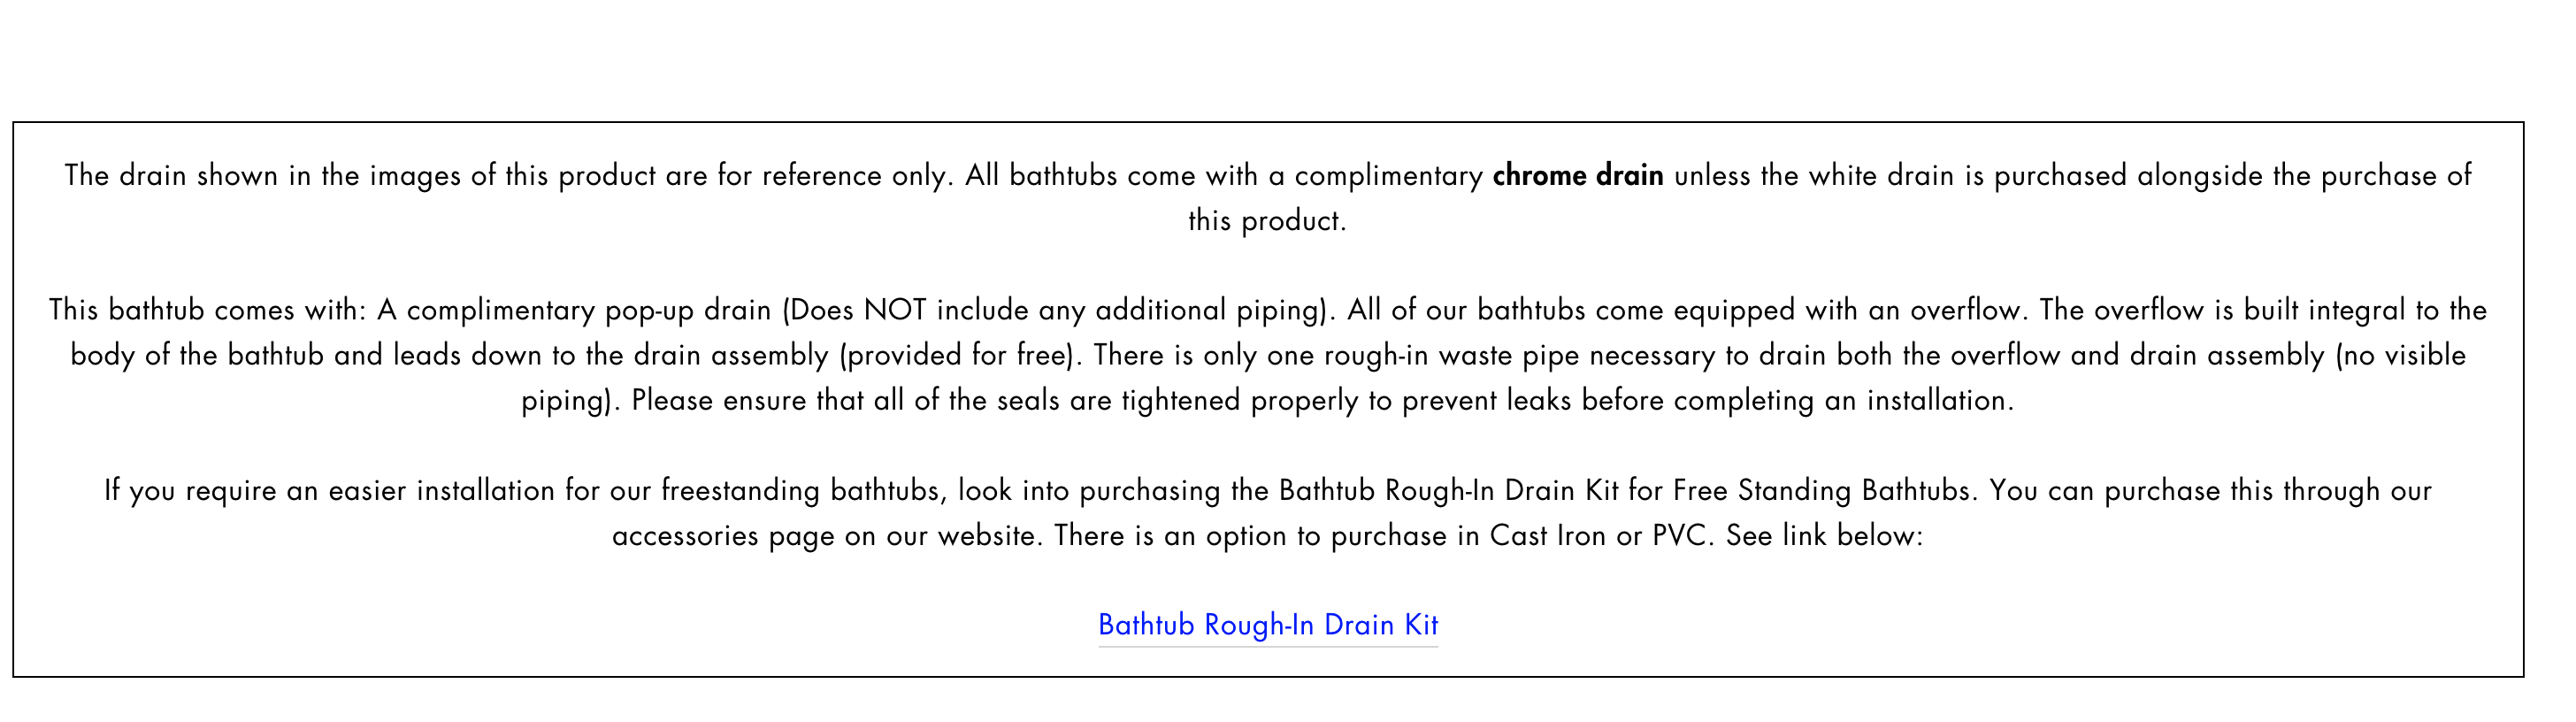 The drain shown in the images of this product are for reference only. All bathtubs come with a complimentary chrome drain unless the white drain is purchased alongside the purchase of
this product.
This bathtub comes with: A complimentary pop-up drain (Does NOT include any additional piping). All of our bathtubs come equipped with an overflow. The overflow is built integral to the
body of the bathtub and leads down to the drain assembly (provided for free). There is only one rough-in waste pipe necessary to drain both the overflow and drain assembly (no visible
piping). Please ensure that all of the seals are tightened properly to prevent leaks before completing an installation.
If you require an easier installation for our freestanding bathtubs, look into purchasing the Bathtub Rough-In Drain Kit for Free Standing Bathtubs. You can purchase this through our
accessories page on our website. There is an option to purchase in Cast Iron or PVC. See link below:
Bathtub Rough-In Drain Kit